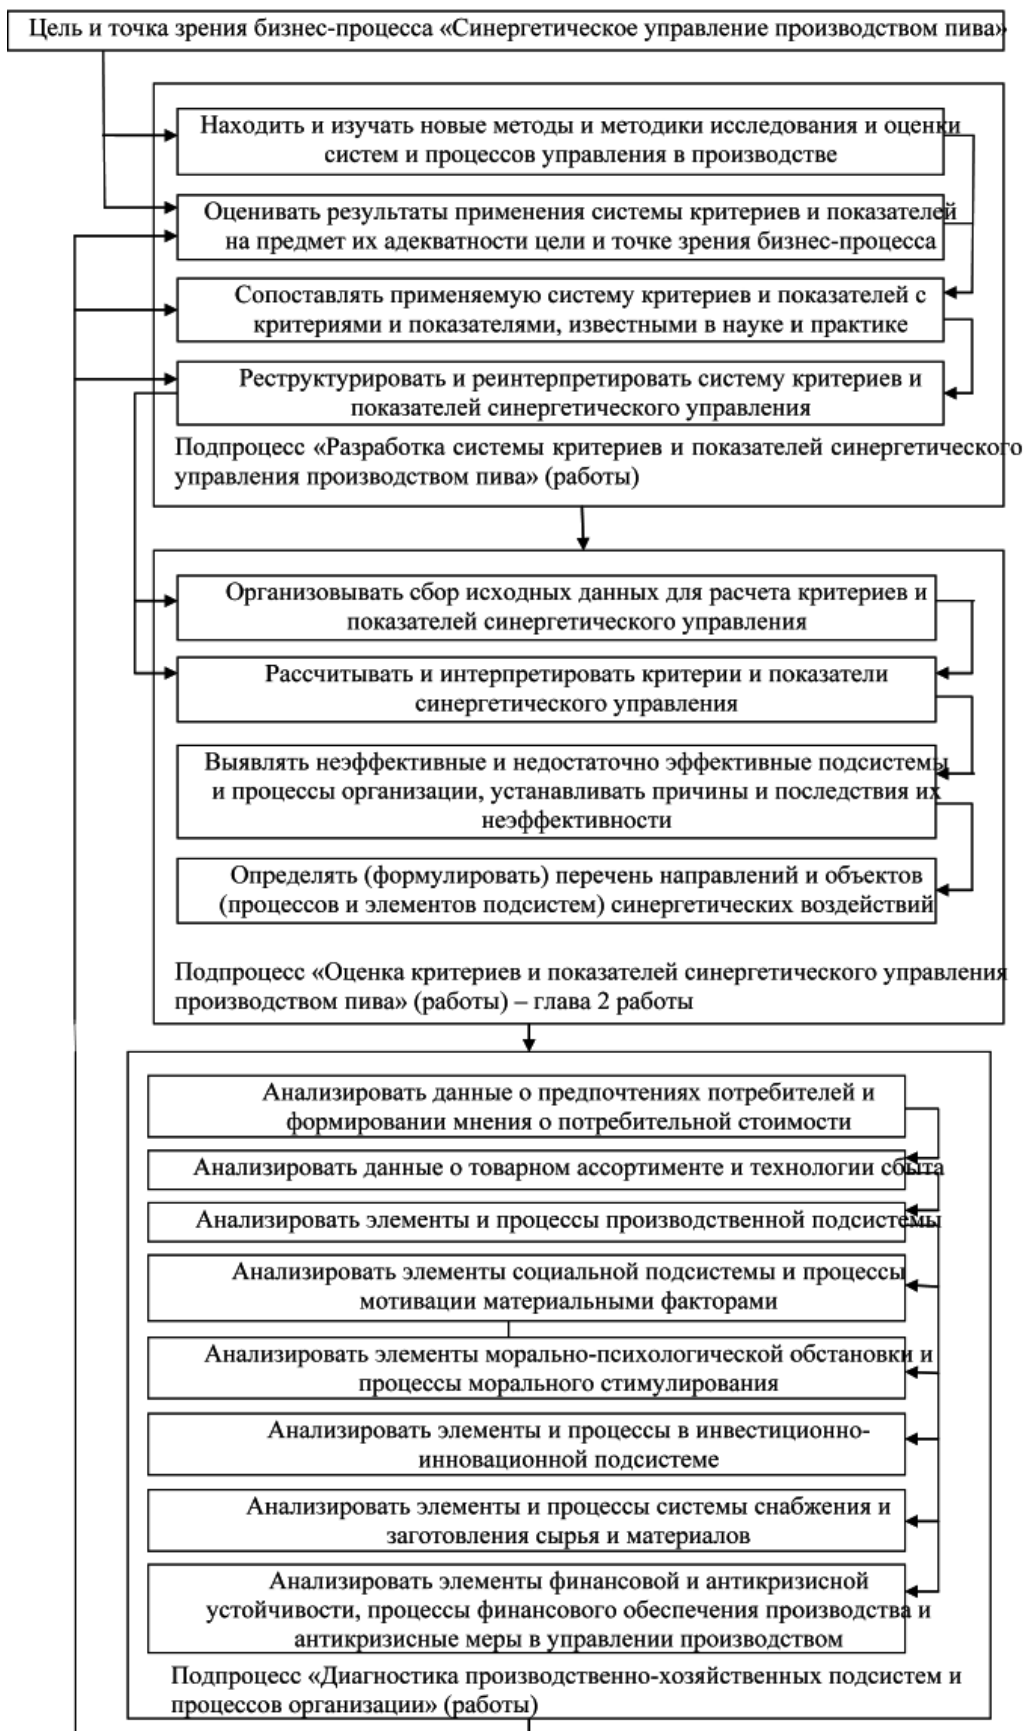 Цель и точка зрения бизнес-процесса «Синергетическое управление производством пива»
Находить и изучать новые методы и методики исследования и оценки
систем и процессов управления в производстве
Оценивать результаты применения системы критериев и показателей
на предмет их адекватности цели и точке зрения бизнес-процесса
Сопоставлять применяемую систему критериев и показателей с
критериями и показателями, известными в науке и практике
Реструктурировать и реинтерпретировать систему критериев и
показателей синергетического управления
Подпроцесс «Разработка системы критериев и показателей синергетического
управления производством пива» (работы)
Организовывать сбор исходных данных для расчета критериев и
показателей синергетического управления
Рассчитывать и интерпретировать критерии и показатели
синергетического управления
Выявлять неэффективные и недостаточно эффективные подсистемы
и процессы организации, устанавливать причины и последствия их
неэффективности
Определять (формулировать) перечень направлений и объектов
(процессов и элементов подсистем) синергетических воздействий
Подпроцесс «Оценка критериев и показателей синергетического управления
производством пива» (работы) – глава 2 работы
Анализировать данные о предпочтениях потребителей и
формировании мнения о потребительной стоимости
Анализировать данные о товарном ассортименте и технологии сбыта
Анализировать элементы и процессы производственной подсистемы
Анализировать элементы социальной подсистемы и процессы
мотивации материальными факторами
Анализировать элементы морально-психологической обстановки и
процессы морального стимулирования
Анализировать элементы и процессы в инвестиционно-
инновационной подсистеме
Анализировать элементы и процессы системы снабжения и
заготовления сырья и материалов
Анализировать элементы финансовой и антикризисной
устойчивости, процессы финансового обеспечения производства и
антикризисные меры в управлении производством
Подпроцесс «Диагностика производственно-хозяйственных подсистем и
процессов организации» (работы)